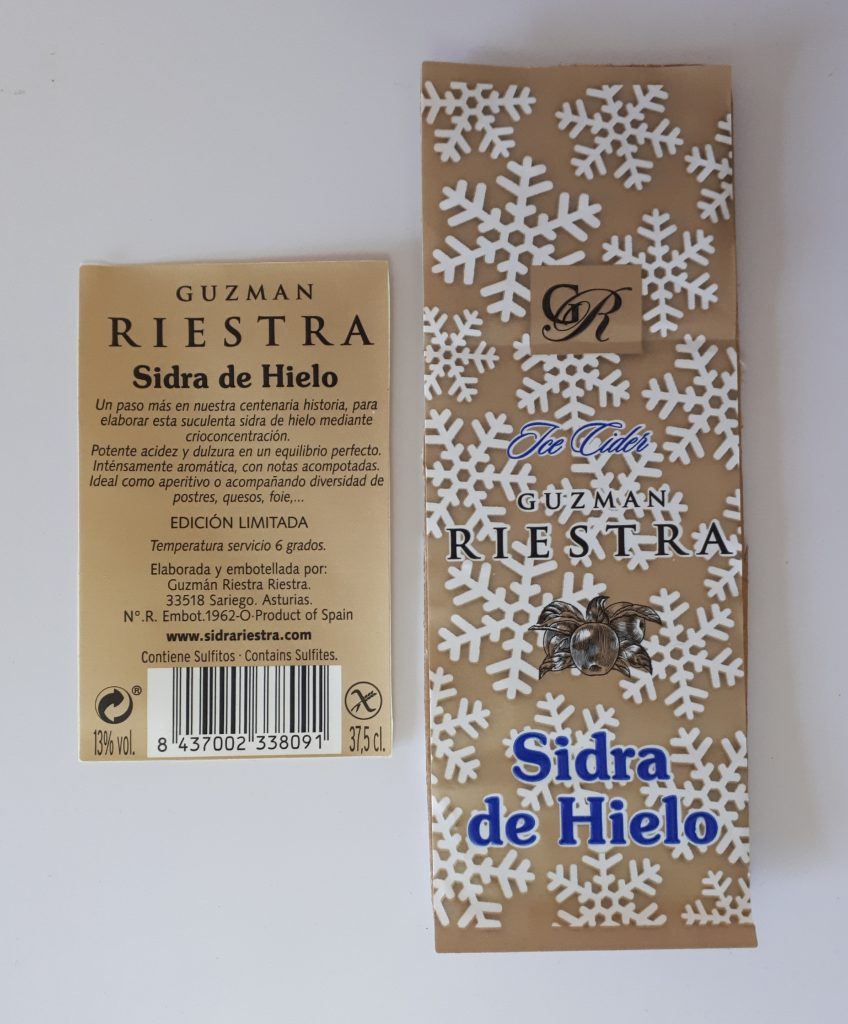 GUZMAN
RIESTRA
Sidra de Hielo
Un paso más en nuestra centenaria historia, para
elaborar esta suculenta sidra de hielo mediante
crioconcentración.
Potente acidez y dulzura en un equilibrio perfecto.
Inténsamente aromática, con notas acompotadas.
Ideal como aperitivo o acompañando diversidad de
postres, quesos, foie,...
EDICIÓN LIMITADA
Temperatura servicio 6 grados.
Elaborada y embotellada por:
Guzmán Riestra Riestra.
33518 Sariego. Asturias.
N°.R. Embot.1962-O·Product of Spain
www.sidrariestra.com
Contiene Sulfitos · Contains Sulfites.
®
13% vol.
8 437002 338091
37,5 cl.
GR
Ice Cider
GUZMAN
RIESTRA
Sidra
de Hielo